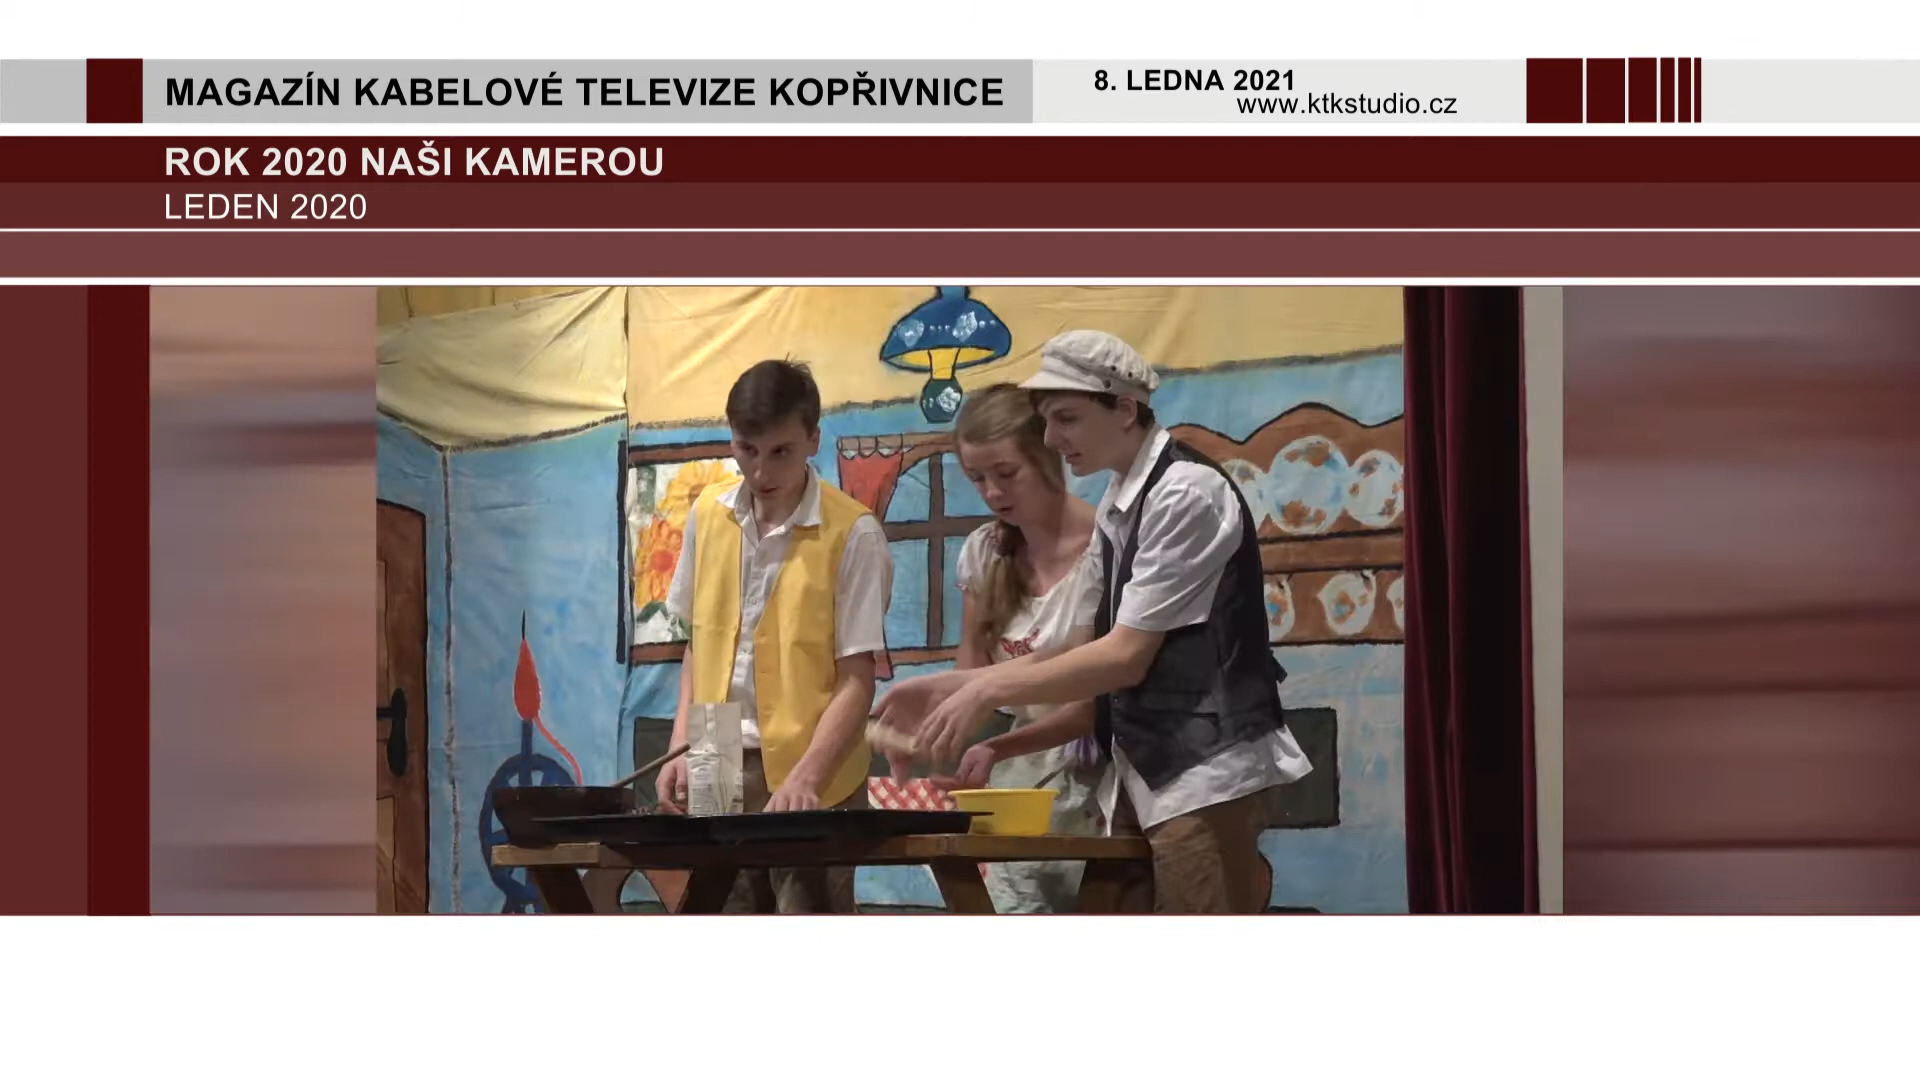 MAGAZÍN KABELOVÉ TELEVIZE KOPŘIVNICE
8. LEDNA 2021
www.ktkstudio.cz
ROK 2020 NAŠI KAMEROU
LEDEN 2020